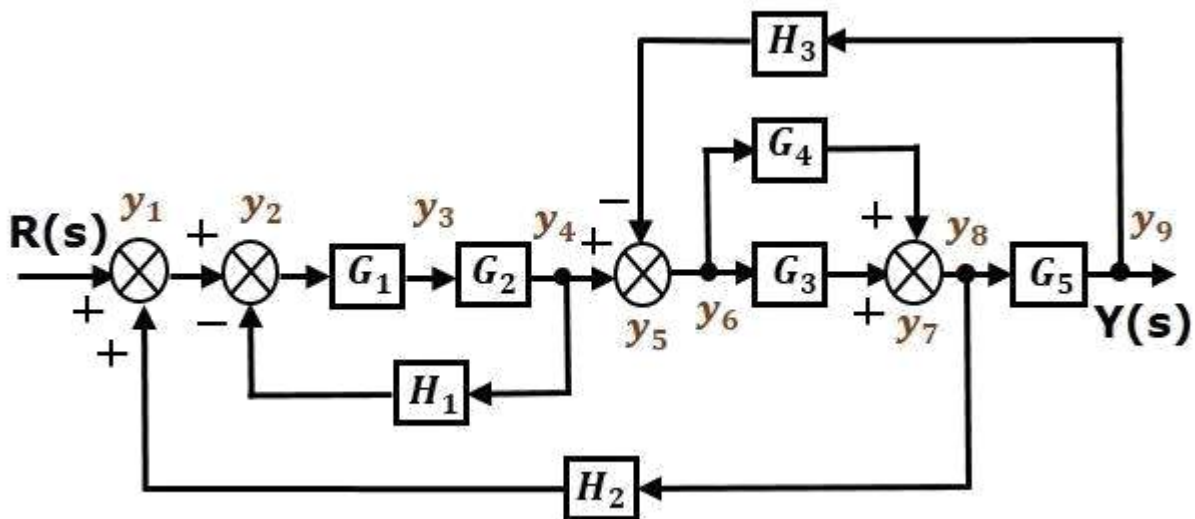 H₃
−
G₄
R(s)
y₁
+
y₂
y₃
y₄
+
+
y₈
y₉
G₁
G₂
G₃
G₅
+
−
y₅
y₆
+
y₇
Y(s)
+
H₁
H₂